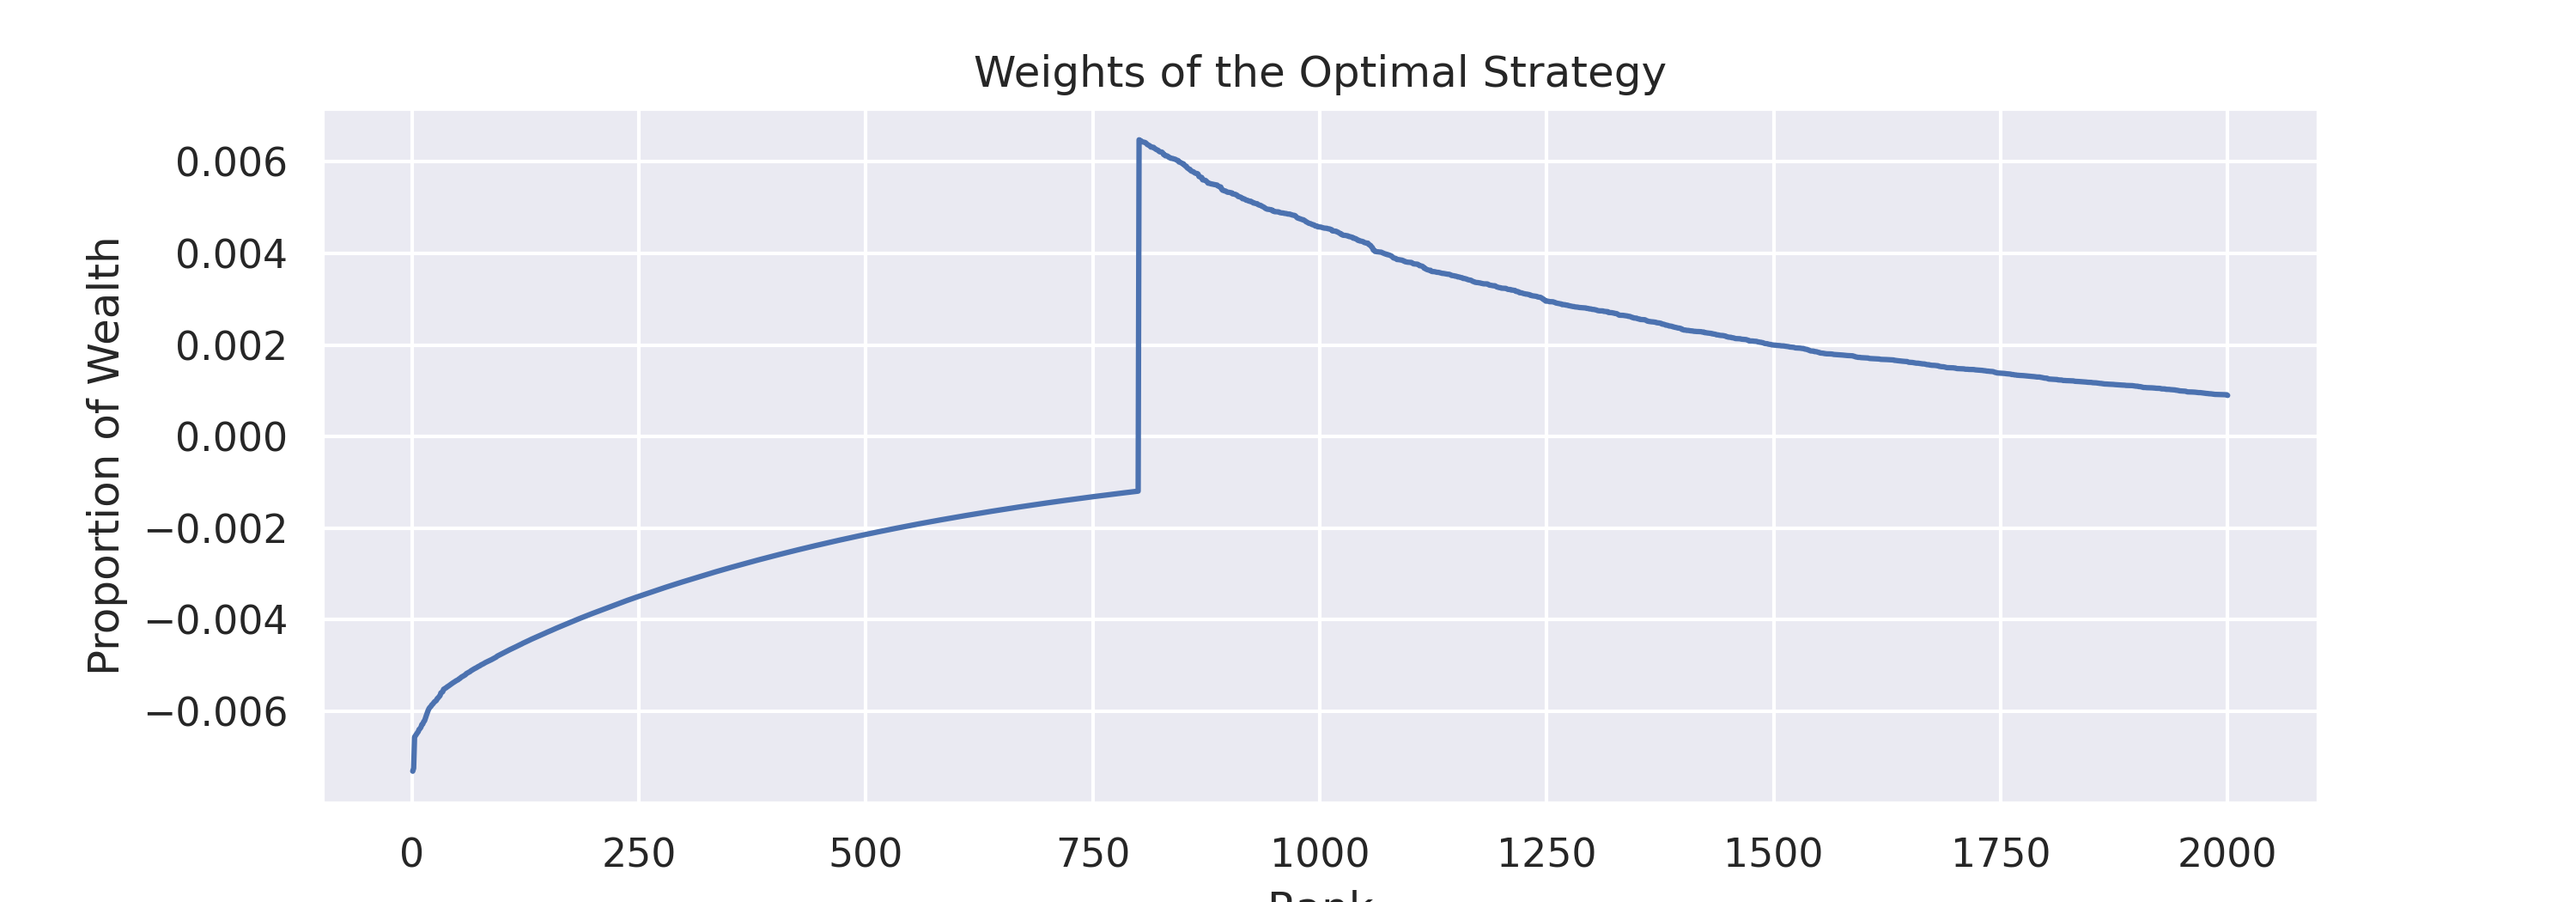 Weights of the Optimal Strategy
Proportion of Wealth
0.006
0.004
0.002
0.000
−0.002
−0.004
−0.006
0 250 500 750 1000 1250 1500 1750 2000
Rank